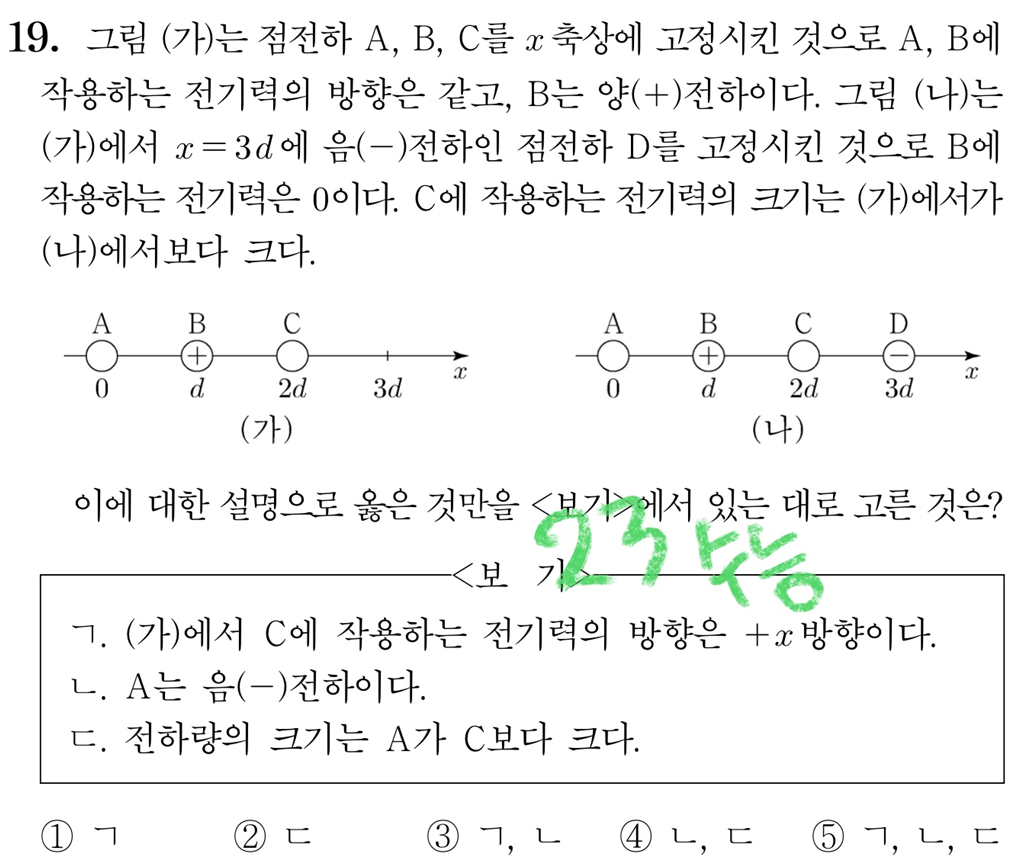 19. 그림 (가)는 점전하 A, B, C를 x축상에 고정시킨 것으로 A, B에
작용하는 전기력의 방향은 같고, B는 양(+)전하이다. 그림 (나)는
(가)에서 x=3d에 음(-)전하인 점전하 D를 고정시킨 것으로 B에
작용하는 전기력은 0이다. C에 작용하는 전기력의 크기는 (가)에서가
(나)에서보다 크다.
A B C
+
0 d 2d 3d x
(가)
A B C D
+ −
0 d 2d 3d x
(나)
이에 대한 설명으로 옳은 것만을 <보기>에서 있는 대로 고른 것은?
23 수능
<보 기>
ㄱ. (가)에서 C에 작용하는 전기력의 방향은 +x방향이다.
ㄴ. A는 음(-)전하이다.
ㄷ. 전하량의 크기는 A가 C보다 크다.
① ㄱ ② ㄷ ③ ㄱ, ㄴ ④ ㄴ, ㄷ ⑤ ㄱ, ㄴ, ㄷ